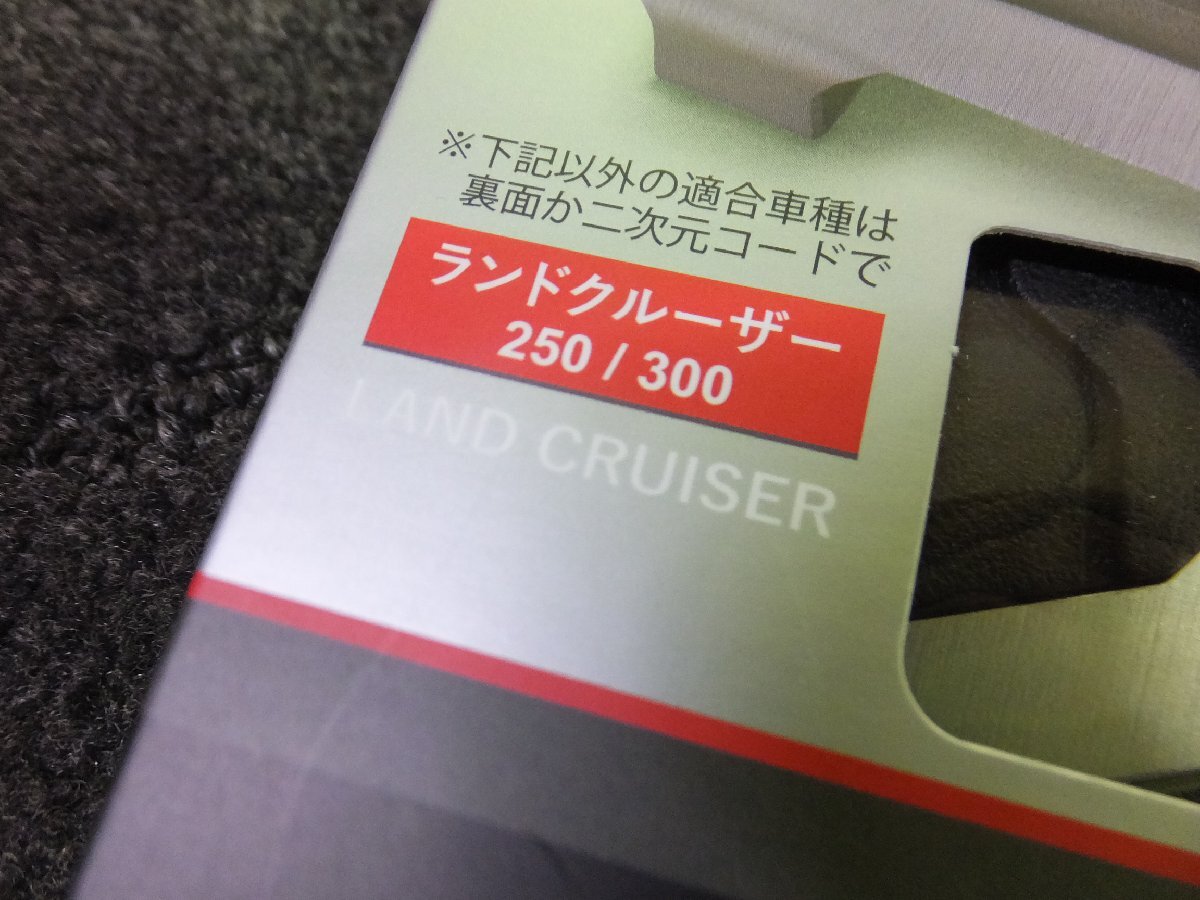 ※下記以外の適合車種は
裏面か二次元コードで
ランドクルーザー
250 / 300
LAND CRUISER